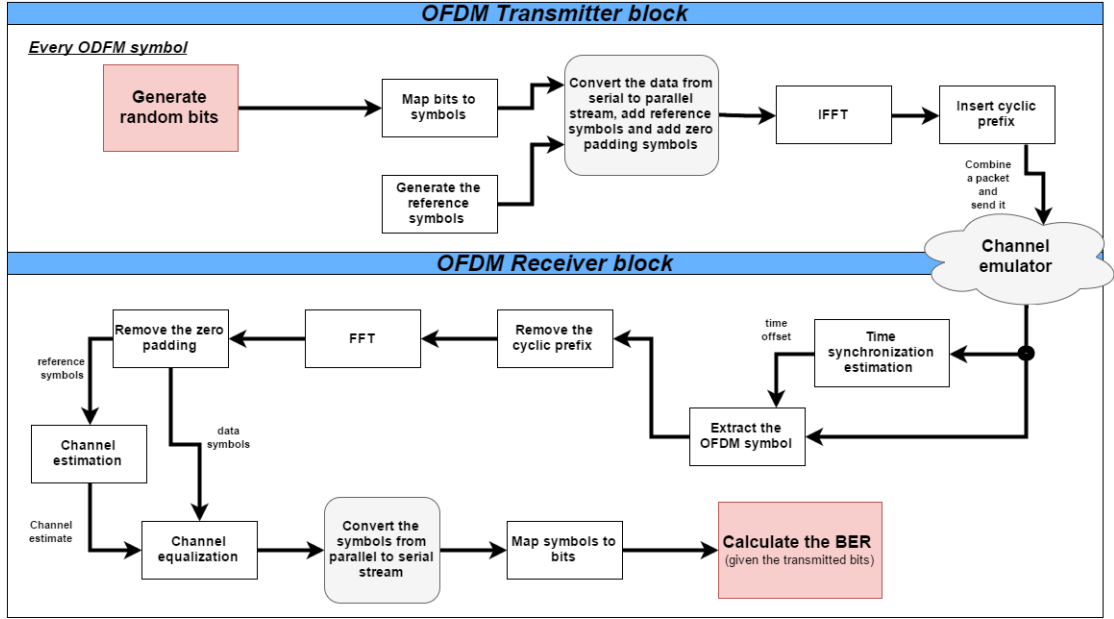 OFDM Transmitter block
Every ODFM symbol
Generate
random bits
Map bits to
symbols
Generate the
reference
symbols
Convert the data from
serial to parallel
stream, add reference
symbols and add zero
padding symbols
IFFT
Insert cyclic
prefix
Combine
a packet
and
send it
Channel
emulator
OFDM Receiver block
time
offset
Time
synchronization
estimation
Extract the
OFDM symbol
Remove the
cyclic prefix
FFT
Remove the zero
padding
reference
symbols
data
symbols
Channel
estimation
Channel
estimate
Channel
equalization
Convert the
symbols from
parallel to serial
stream
Map symbols to
bits
Calculate the BER
(given the transmitted bits)